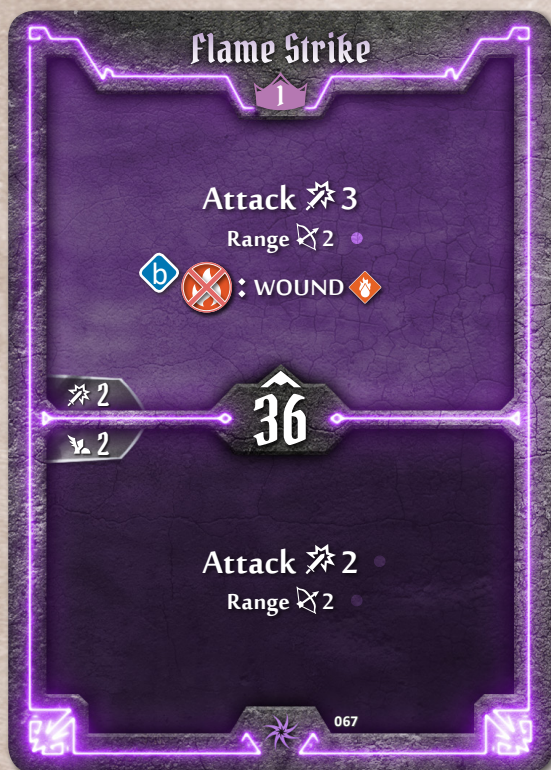 Flame Strike
1
Attack 3
Range 2
b : WOUND
2
36
2
Attack 2
Range 2
067